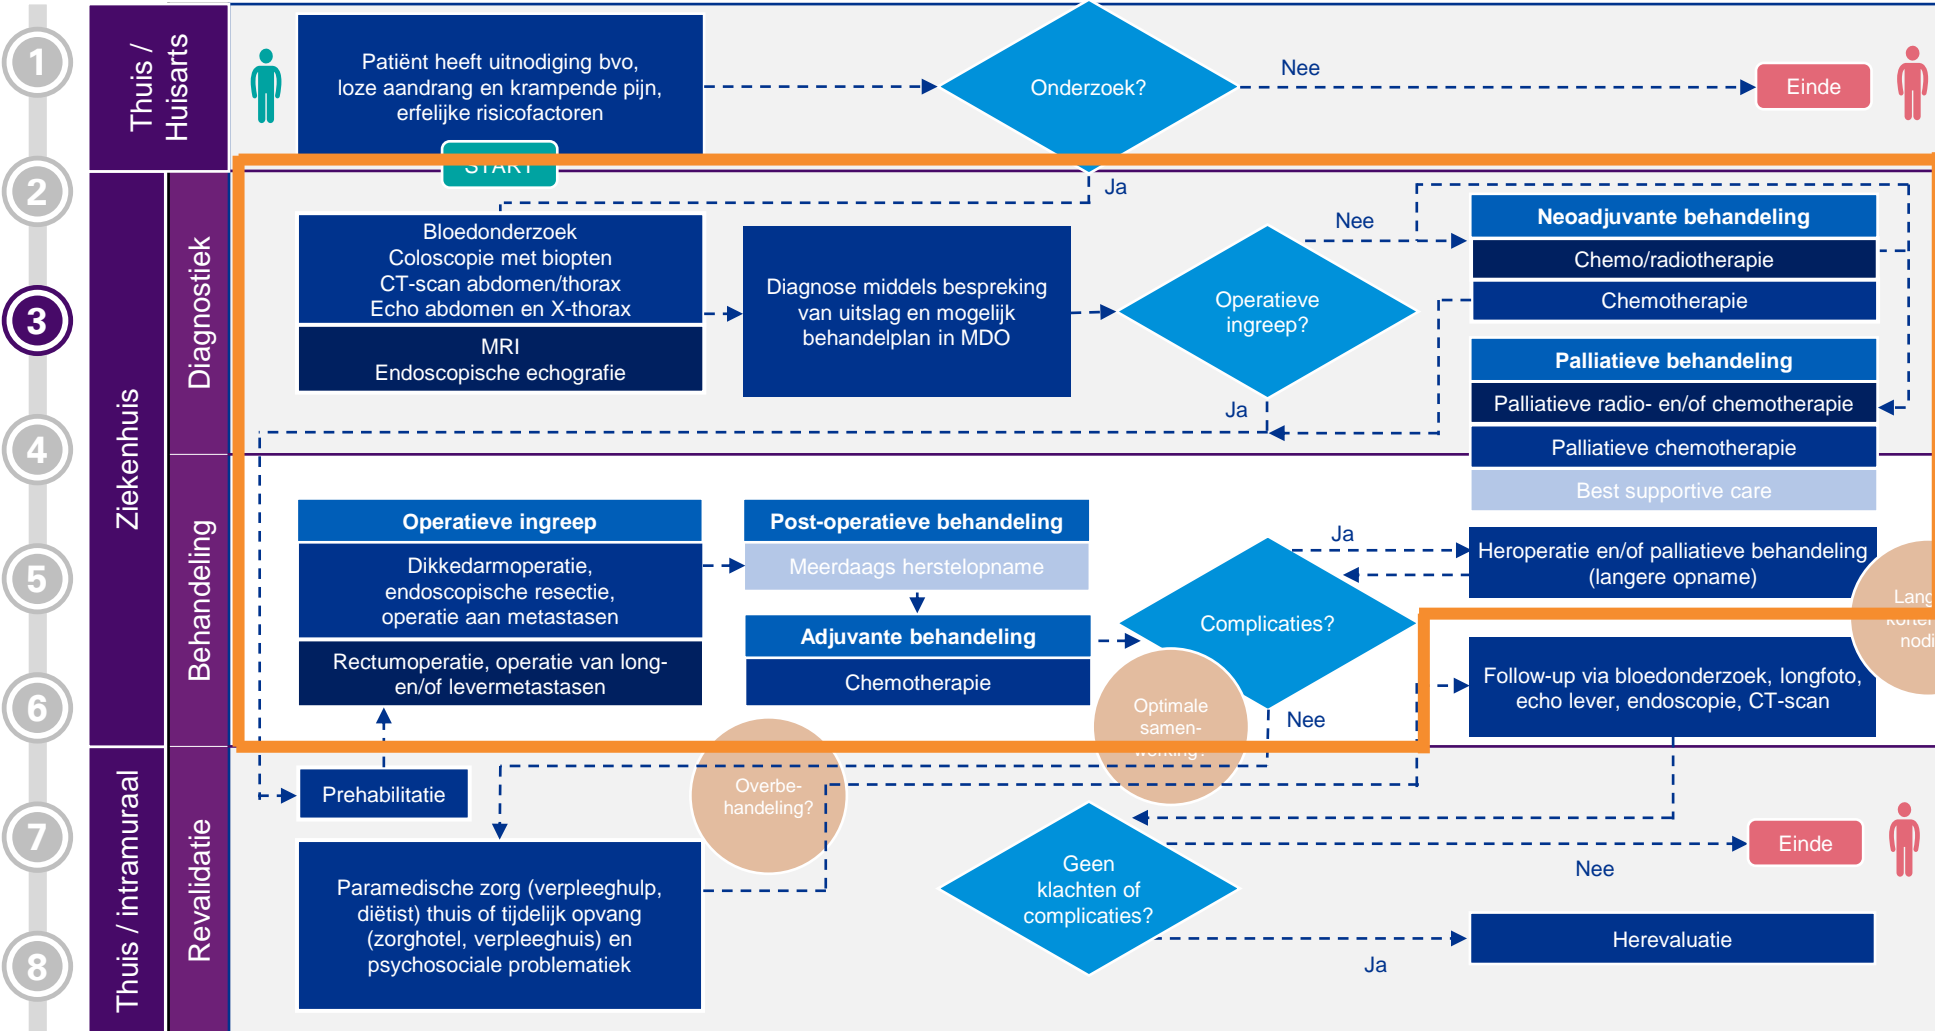 1
2
3
4
5
6
7
8
Thuis /
Huisarts
Patiënt heeft uitnodiging bvo,
loze aandrang en krampende pijn,
erfelijke risicofactoren
START
Onderzoek?
Nee
Einde
Ja
Ziekenhuis
Diagnostiek
Bloedonderzoek
Coloscopie met biopten
CT-scan abdomen/thorax
Echo abdomen en X-thorax
MRI
Endoscopische echografie
Diagnose middels bespreking
van uitslag en mogelijk
behandelplan in MDO
Operatieve
ingreep?
Nee
Ja
Neoadjuvante behandeling
Chemo/radiotherapie
Chemotherapie
Palliatieve behandeling
Palliatieve radio- en/of chemotherapie
Palliatieve chemotherapie
Best supportive care
Behandeling
Operatieve ingreep
Dikkedarmoperatie,
endoscopische resectie,
operatie aan metastasen
Rectumoperatie, operatie van long-
en/of levermetastasen
Post-operatieve behandeling
Meerdaags herstelopname
Adjuvante behandeling
Chemotherapie
Complicaties?
Ja
Nee
Heroperatie en/of palliatieve behandeling
(langere opname)
Follow-up via bloedonderzoek, longfoto,
echo lever, endoscopie, CT-scan
Optimale
samen-
werking?
Overbe-
handeling?
Thuis / intramuraal
Revalidatie
Prehabilitatie
Paramedische zorg (verpleeghulp,
diëtist) thuis of tijdelijk opvang
(zorghotel, verpleeghuis) en
psychosociale problematiek
Geen
klachten of
complicaties?
Nee
Einde
Ja
Herevaluatie